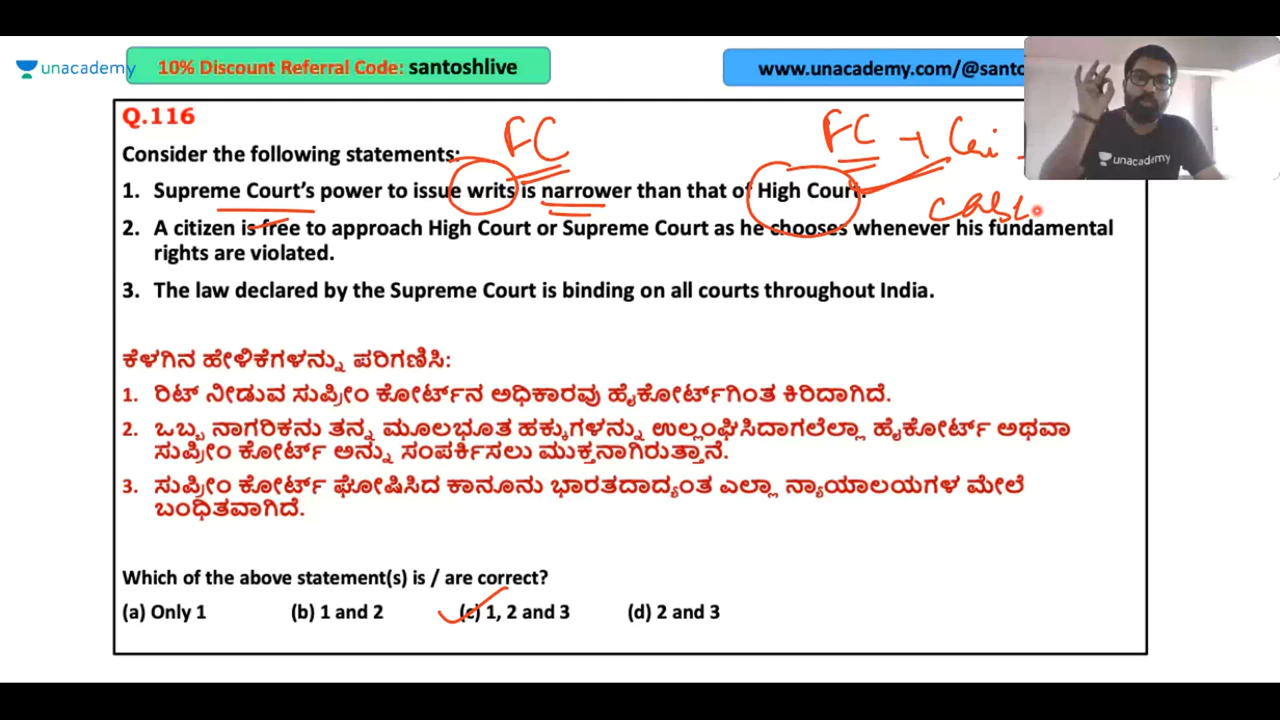 unacademy
10% Discount Referral Code: santoshlive
www.unacademy.com/@santo
unacademy
Q.116
FC
FC + Cri
Consider the following statements:
1. Supreme Court's power to issue writs is narrower than that of High Court.
cases
2. A citizen is free to approach High Court or Supreme Court as he chooses whenever his fundamental
rights are violated.
3. The law declared by the Supreme Court is binding on all courts throughout India.
ಕೆಳಗಿನ ಹೇಳಿಕೆಗಳನ್ನು ಪರಿಗಣಿಸಿ:
1. ರಿಟ್ ನೀಡುವ ಸುಪ್ರೀಂ ಕೋರ್ಟ್‌ನ ಅಧಿಕಾರವು ಹೈಕೋರ್ಟ್‌ಗಿಂತ ಕಿರಿದಾಗಿದೆ.
2. ಒಬ್ಬ ನಾಗರಿಕನು ತನ್ನ ಮೂಲಭೂತ ಹಕ್ಕುಗಳನ್ನು ಉಲ್ಲಂಘಿಸಿದಾಗಲೆಲ್ಲಾ ಹೈಕೋರ್ಟ್ ಅಥವಾ
ಸುಪ್ರೀಂ ಕೋರ್ಟ್ ಅನ್ನು ಸಂಪರ್ಕಿಸಲು ಮುಕ್ತನಾಗಿರುತ್ತಾನೆ.
3. ಸುಪ್ರೀಂ ಕೋರ್ಟ್ ಘೋಷಿಸಿದ ಕಾನೂನು ಭಾರತದಾದ್ಯಂತ ಎಲ್ಲಾ ನ್ಯಾಯಾಲಯಗಳ ಮೇಲೆ
ಬಂಧಿತವಾಗಿದೆ.
Which of the above statement(s) is / are correct?
(a) Only 1 (b) 1 and 2 (c) 1, 2 and 3 (d) 2 and 3